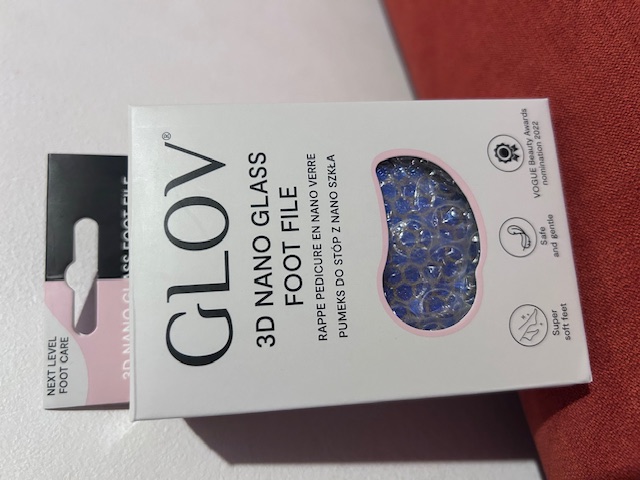 NEXT LEVEL
FOOT CARE
3D NANO GLASS FOOT FILE
GLOV®
3D NANO GLASS
FOOT FILE
RAPPE PEDICURE EN NANO VERRE
PUMEKS DO STÓP Z NANO SZKŁA
Super
soft feet
Safe
and gentle
VOGUE Beauty Awards
nomination 2022